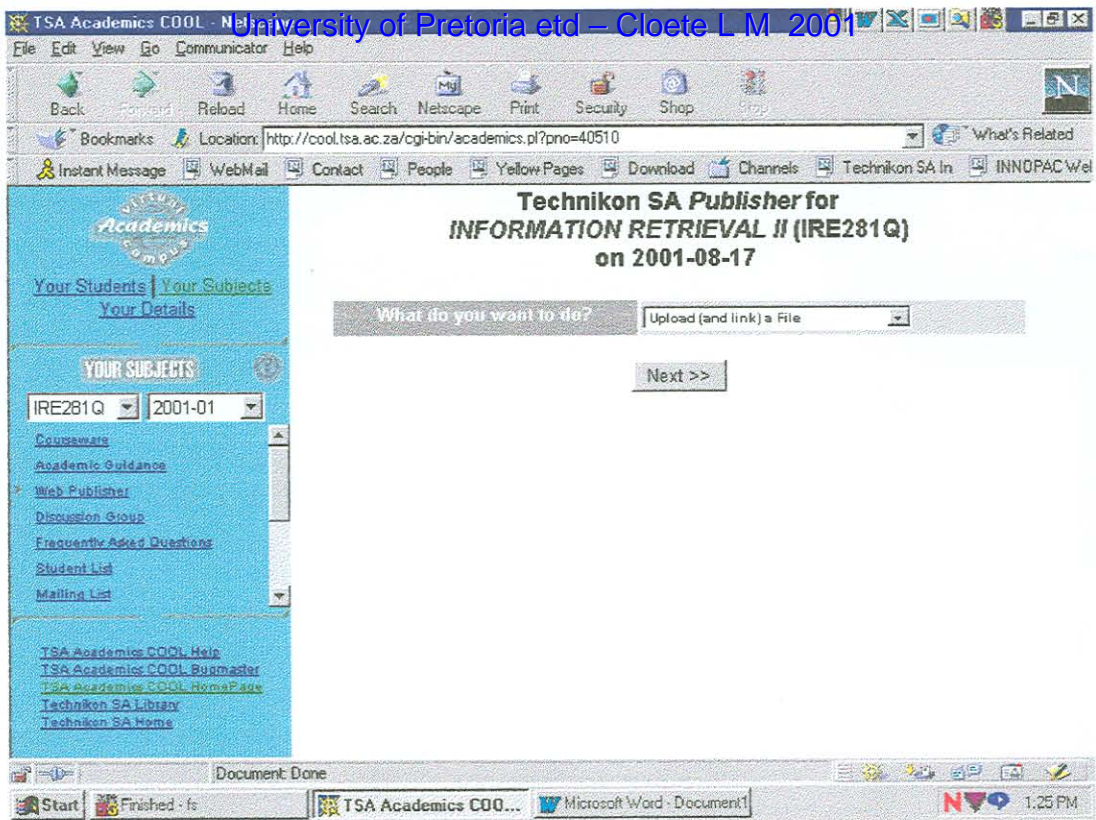 TSA Academics COOL - Netscape
University of Pretoria etd – Cloete L M 2001
File Edit View Go Communicator Help
Back Forward Reload Home Search Netscape Print Security Shop Stop
Bookmarks Location: http://cool.tsa.ac.za/cgi-bin/academics.pl?pno=40510 What's Related
Instant Message WebMail Contact People Yellow Pages Download Channels Technikon SA In INNOPAC Wel
VIRTUAL
Academics
Campus
Your Students | Your Subjects
Your Details
Technikon SA Publisher for
INFORMATION RETRIEVAL II (IRE281Q)
on 2001-08-17
What do you want to do? Upload (and link) a File
Next >>
YOUR SUBJECTS
IRE281Q 2001-01
Courseware
Academic Guidance
Web Publisher
Discussion Group
Frequently Asked Questions
Student List
Mailing List
TSA Academics COOL Help
TSA Academics COOL Bugmaster
TSA Academics COOL HomePage
Technikon SA Library
Technikon SA Home
Document: Done
Start Finished - fs TSA Academics COO... Microsoft Word - Document1 1:25 PM